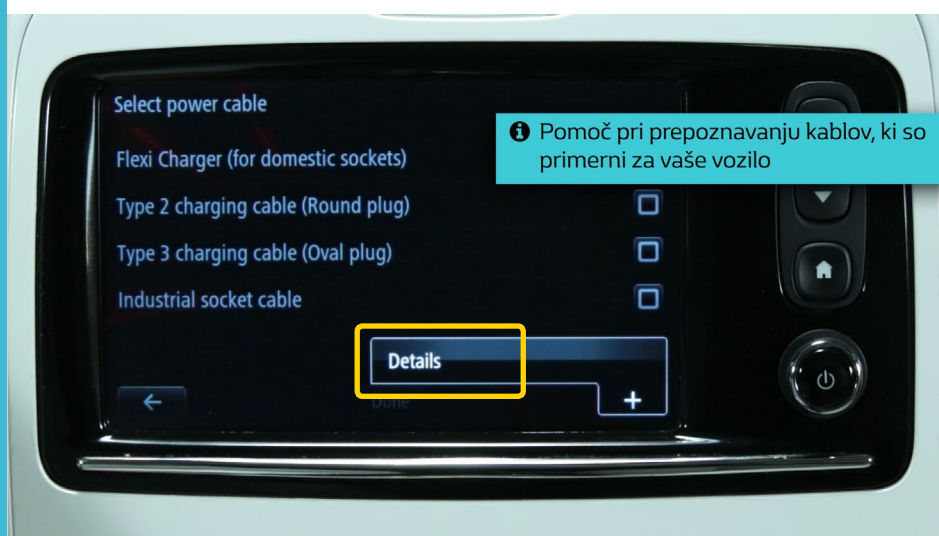 Select power cable
Pomoč pri prepoznavanju kablov, ki so
primerni za vaše vozilo
Flexi Charger (for domestic sockets)
Type 2 charging cable (Round plug)
Type 3 charging cable (Oval plug)
Industrial socket cable
Details
Done